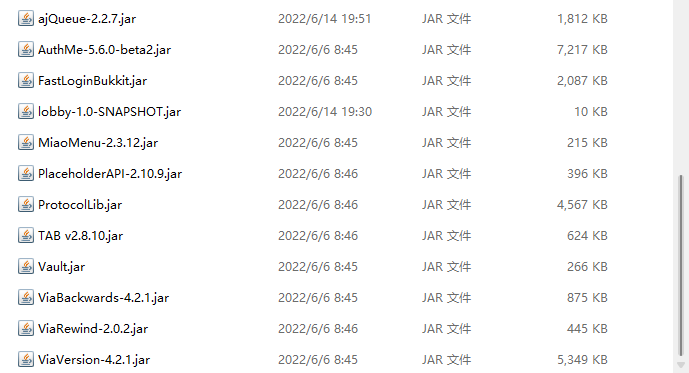 ajQueue-2.2.7.jar 2022/6/14 19:51 JAR 文件 1,812 KB
AuthMe-5.6.0-beta2.jar 2022/6/6 8:45 JAR 文件 7,217 KB
FastLoginBukkit.jar 2022/6/6 8:45 JAR 文件 2,087 KB
lobby-1.0-SNAPSHOT.jar 2022/6/14 19:30 JAR 文件 10 KB
MiaoMenu-2.3.12.jar 2022/6/6 8:45 JAR 文件 215 KB
PlaceholderAPI-2.10.9.jar 2022/6/6 8:46 JAR 文件 396 KB
ProtocolLib.jar 2022/6/6 8:46 JAR 文件 4,567 KB
TAB v2.8.10.jar 2022/6/6 8:46 JAR 文件 624 KB
Vault.jar 2022/6/6 8:45 JAR 文件 266 KB
ViaBackwards-4.2.1.jar 2022/6/6 8:45 JAR 文件 875 KB
ViaRewind-2.0.2.jar 2022/6/6 8:46 JAR 文件 445 KB
ViaVersion-4.2.1.jar 2022/6/6 8:45 JAR 文件 5,349 KB